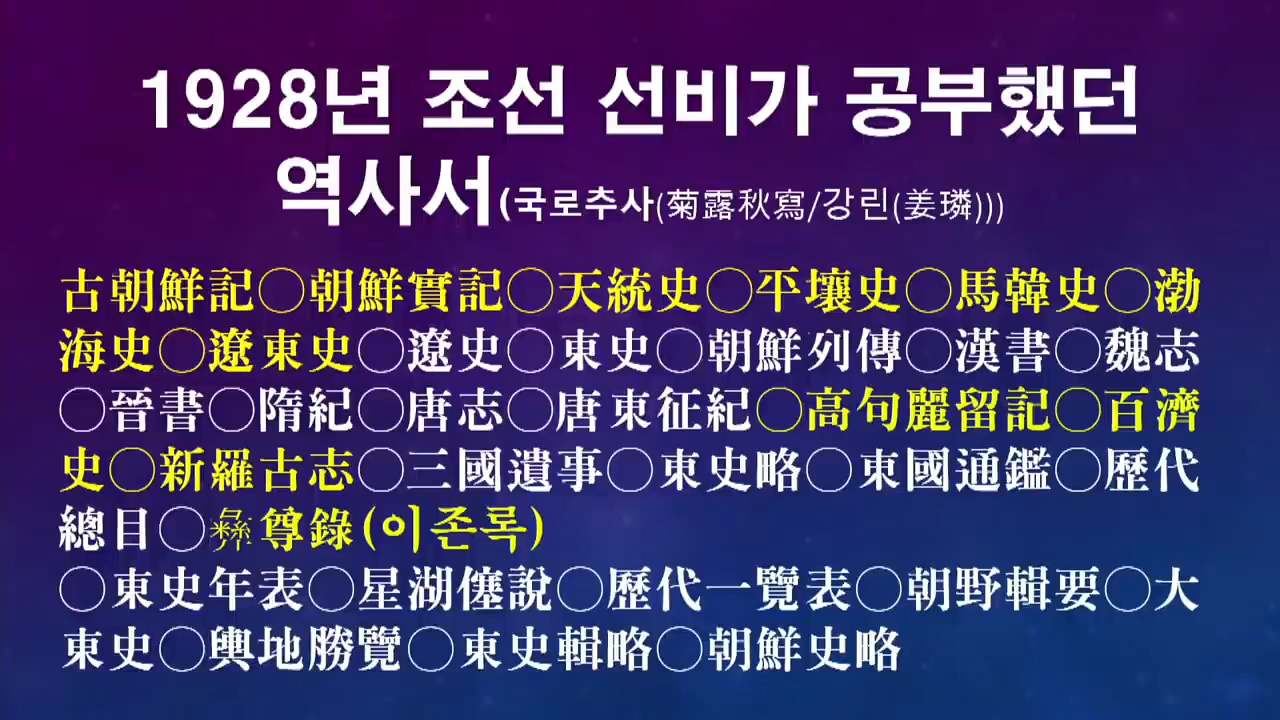 1928년 조선 선비가 공부했던
역사서(국로추사(菊露秋寫/강린(姜璘)))
古朝鮮記◯朝鮮實記◯天統史◯平壤史◯馬韓史◯渤
海史◯遼東史◯遼史◯東史◯朝鮮列傳◯漢書◯魏志
◯晉書◯隋紀◯唐志◯唐東征紀◯高句麗留記◯百濟
史◯新羅古志◯三國遺事◯東史略◯東國通鑑◯歷代
總目◯彝尊錄(이존록)
◯東史年表◯星湖僿說◯歷代一覽表◯朝野輯要◯大
東史◯輿地勝覽◯東史輯略◯朝鮮史略